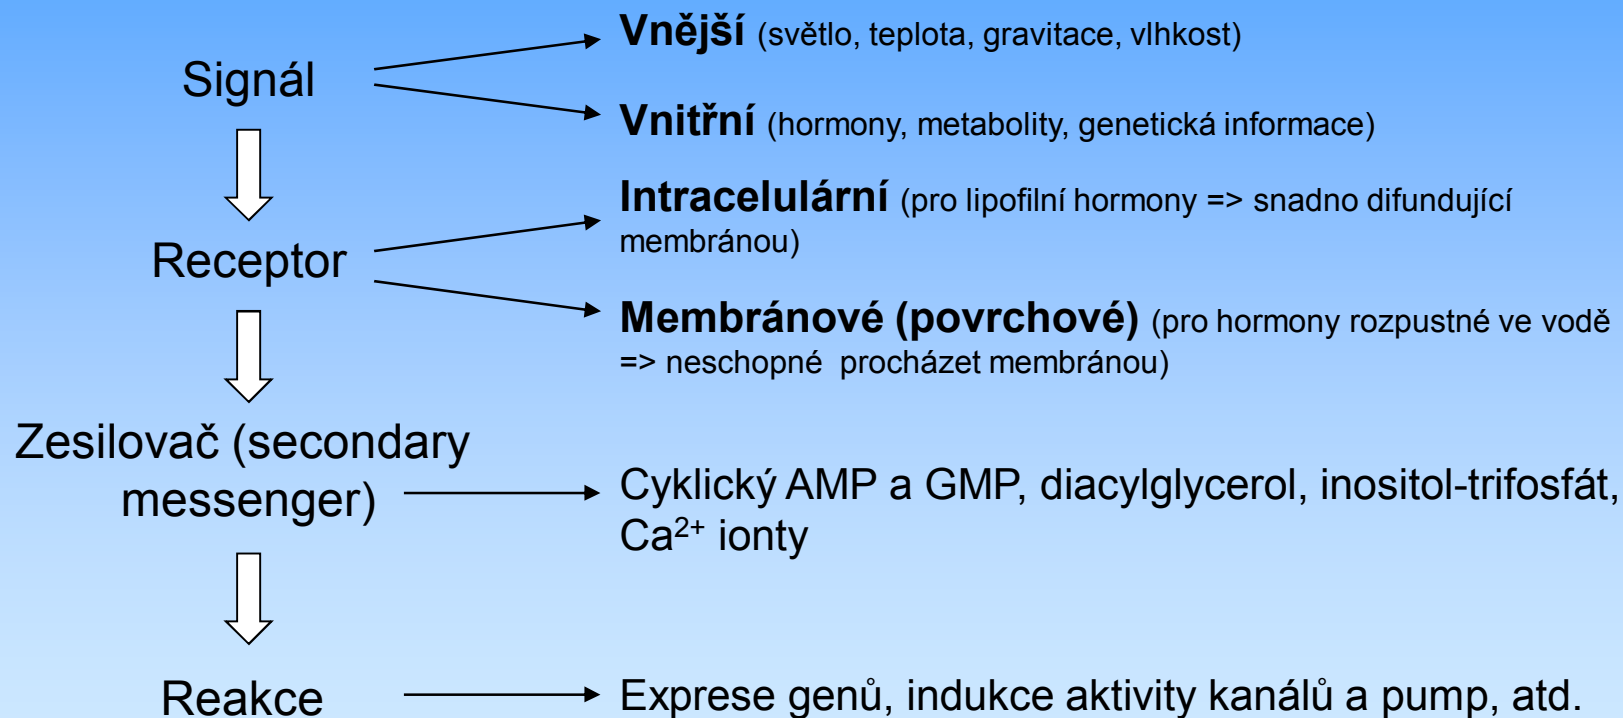 Signál
Vnější (světlo, teplota, gravitace, vlhkost)
Vnitřní (hormony, metabolity, genetická informace)
Receptor
Intracelulární (pro lipofilní hormony => snadno difundující
membránou)
Membránové (povrchové) (pro hormony rozpustné ve vodě
=> neschopné  procházet membránou)
Zesilovač (secondary
messenger)
Cyklický AMP a GMP, diacylglycerol, inositol-trifosfát,
Ca²⁺ ionty
Reakce
Exprese genů, indukce aktivity kanálů a pump, atd.